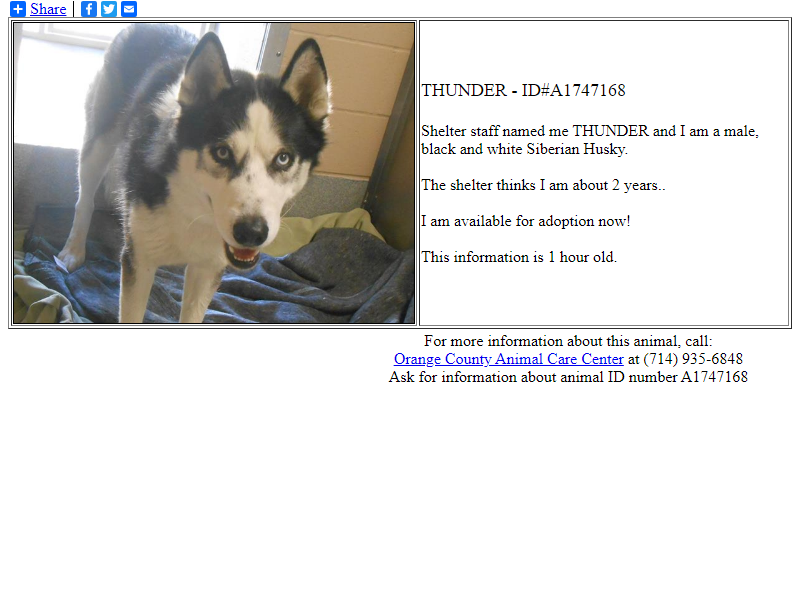 Share
THUNDER - ID#A1747168
Shelter staff named me THUNDER and I am a male,
black and white Siberian Husky.
The shelter thinks I am about 2 years..
I am available for adoption now!
This information is 1 hour old.
For more information about this animal, call:
Orange County Animal Care Center at (714) 935-6848
Ask for information about animal ID number A1747168